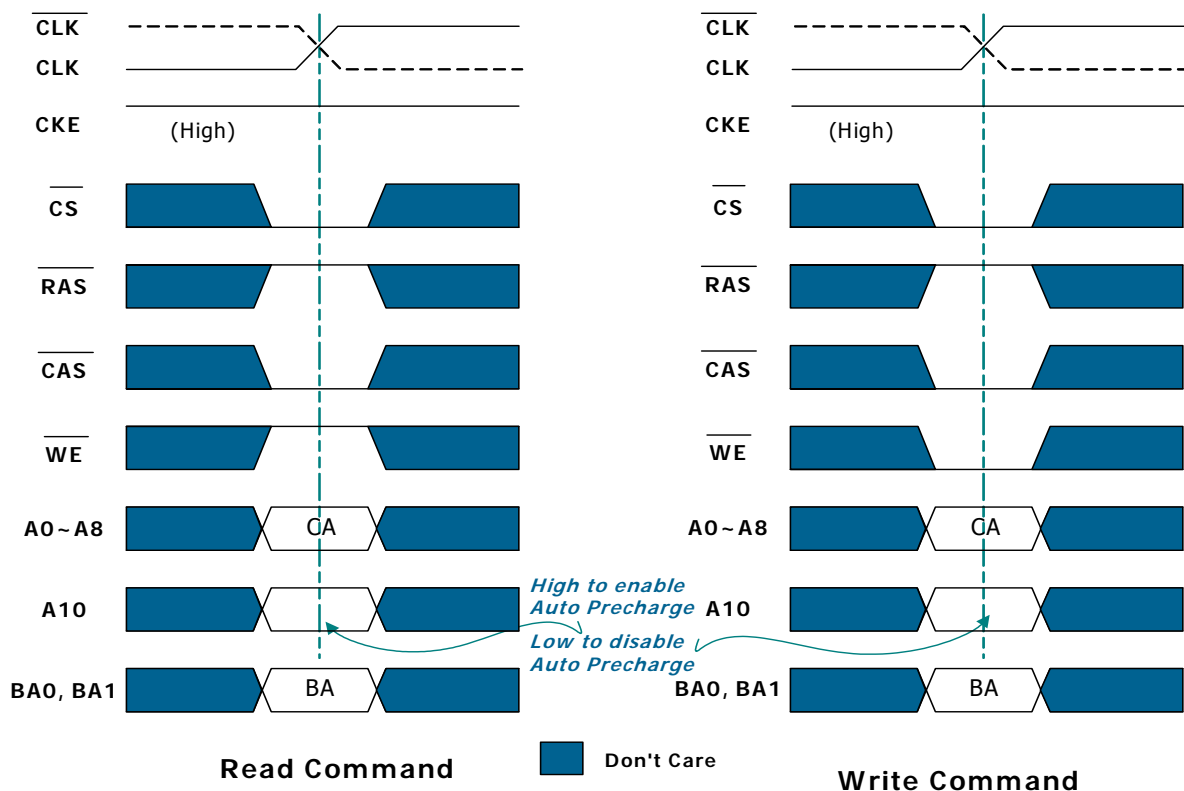 CLK
CLK
CKE
(High)
CS
RAS
CAS
WE
A0~A8
CA
A10
BA0, BA1
BA
Read Command
High to enable
Auto Precharge
Low to disable
Auto Precharge
Don't Care
CLK
CLK
CKE
(High)
CS
RAS
CAS
WE
A0~A8
CA
A10
BA0, BA1
BA
Write Command